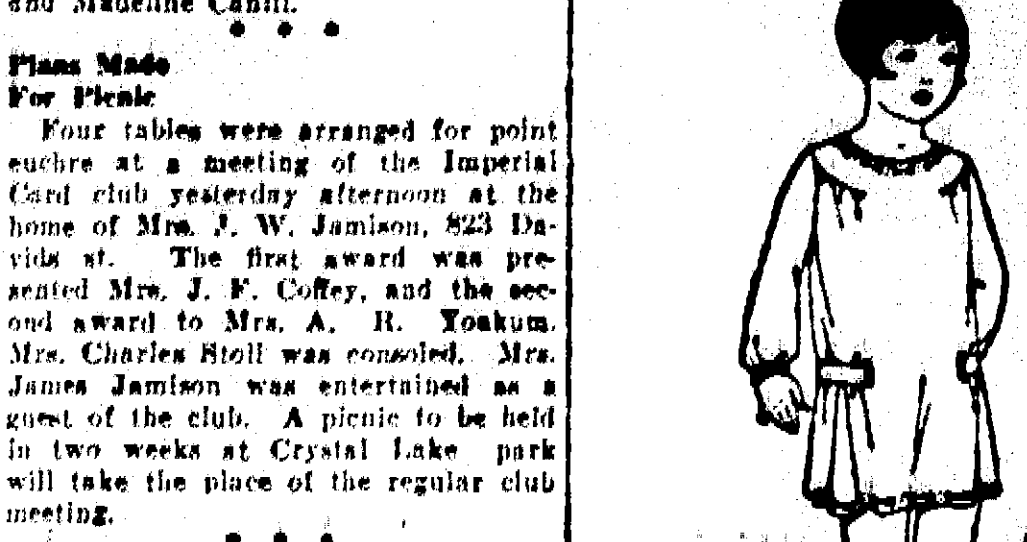 and Madeline Cahill.
Plans Made
For Picnic
Four tables were arranged for point
euchre at a meeting of the Imperial
Card club yesterday afternoon at the
home of Mrs. J. W. Jamison, 823 Da-
vids st. The first award was pre-
sented Mrs. J. F. Coffey, and the sec-
ond award to Mrs. A. R. Yoakum.
Mrs. Charles Stoll was consoled. Mrs.
James Jamison was entertained as a
guest of the club. A picnic to be held
in two weeks at Crystal Lake park
will take the place of the regular club
meeting.